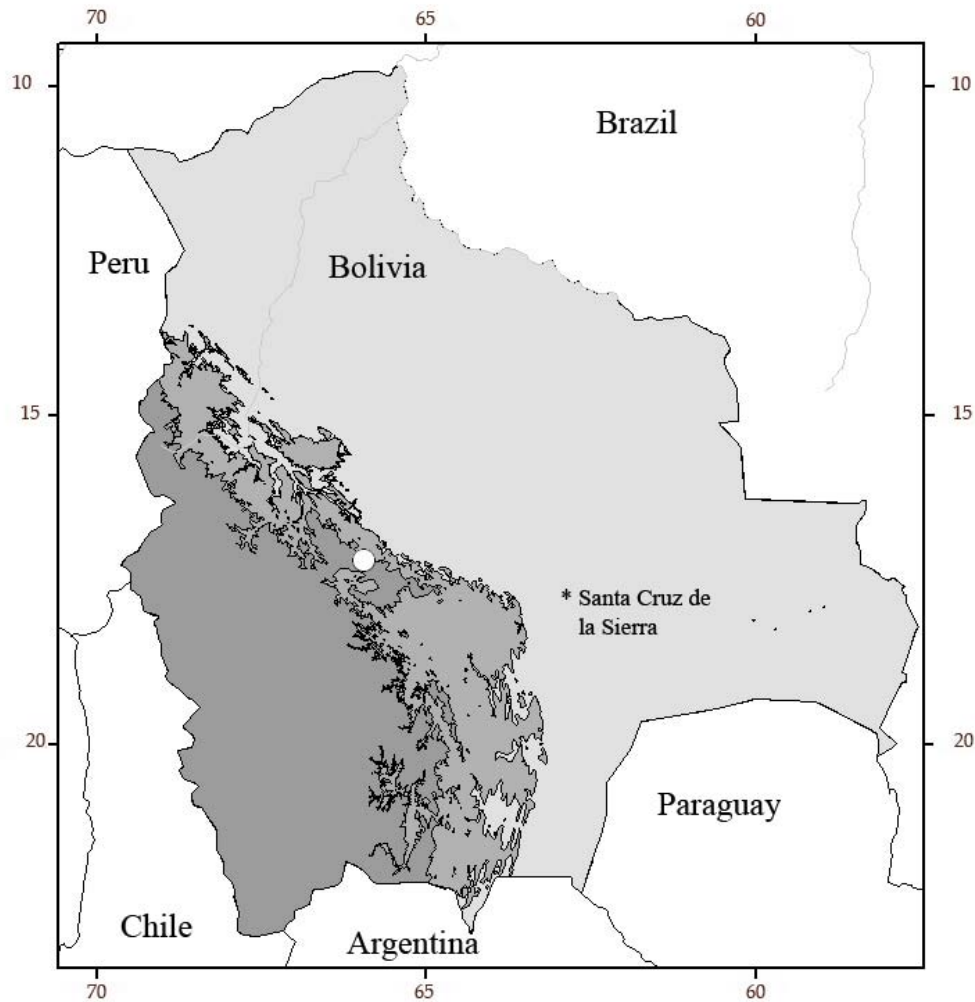 70 65 60
10 10
Brazil
Peru
Bolivia
15 15
* Santa Cruz de
la Sierra
20 20
Paraguay
Chile
Argentina
70 65 60